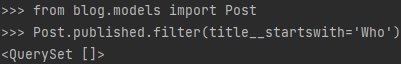 >>> from blog.models import Post
>>> Post.published.filter(title__startswith='Who')
<QuerySet []>